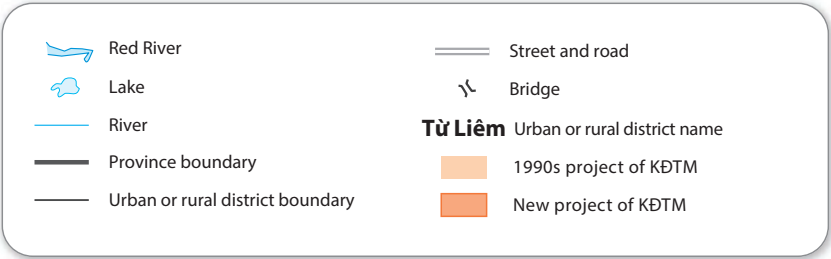 Red River
Lake
River
Province boundary
Urban or rural district boundary
Street and road
Bridge
Từ Liêm Urban or rural district name
1990s project of KĐTM
New project of KĐTM